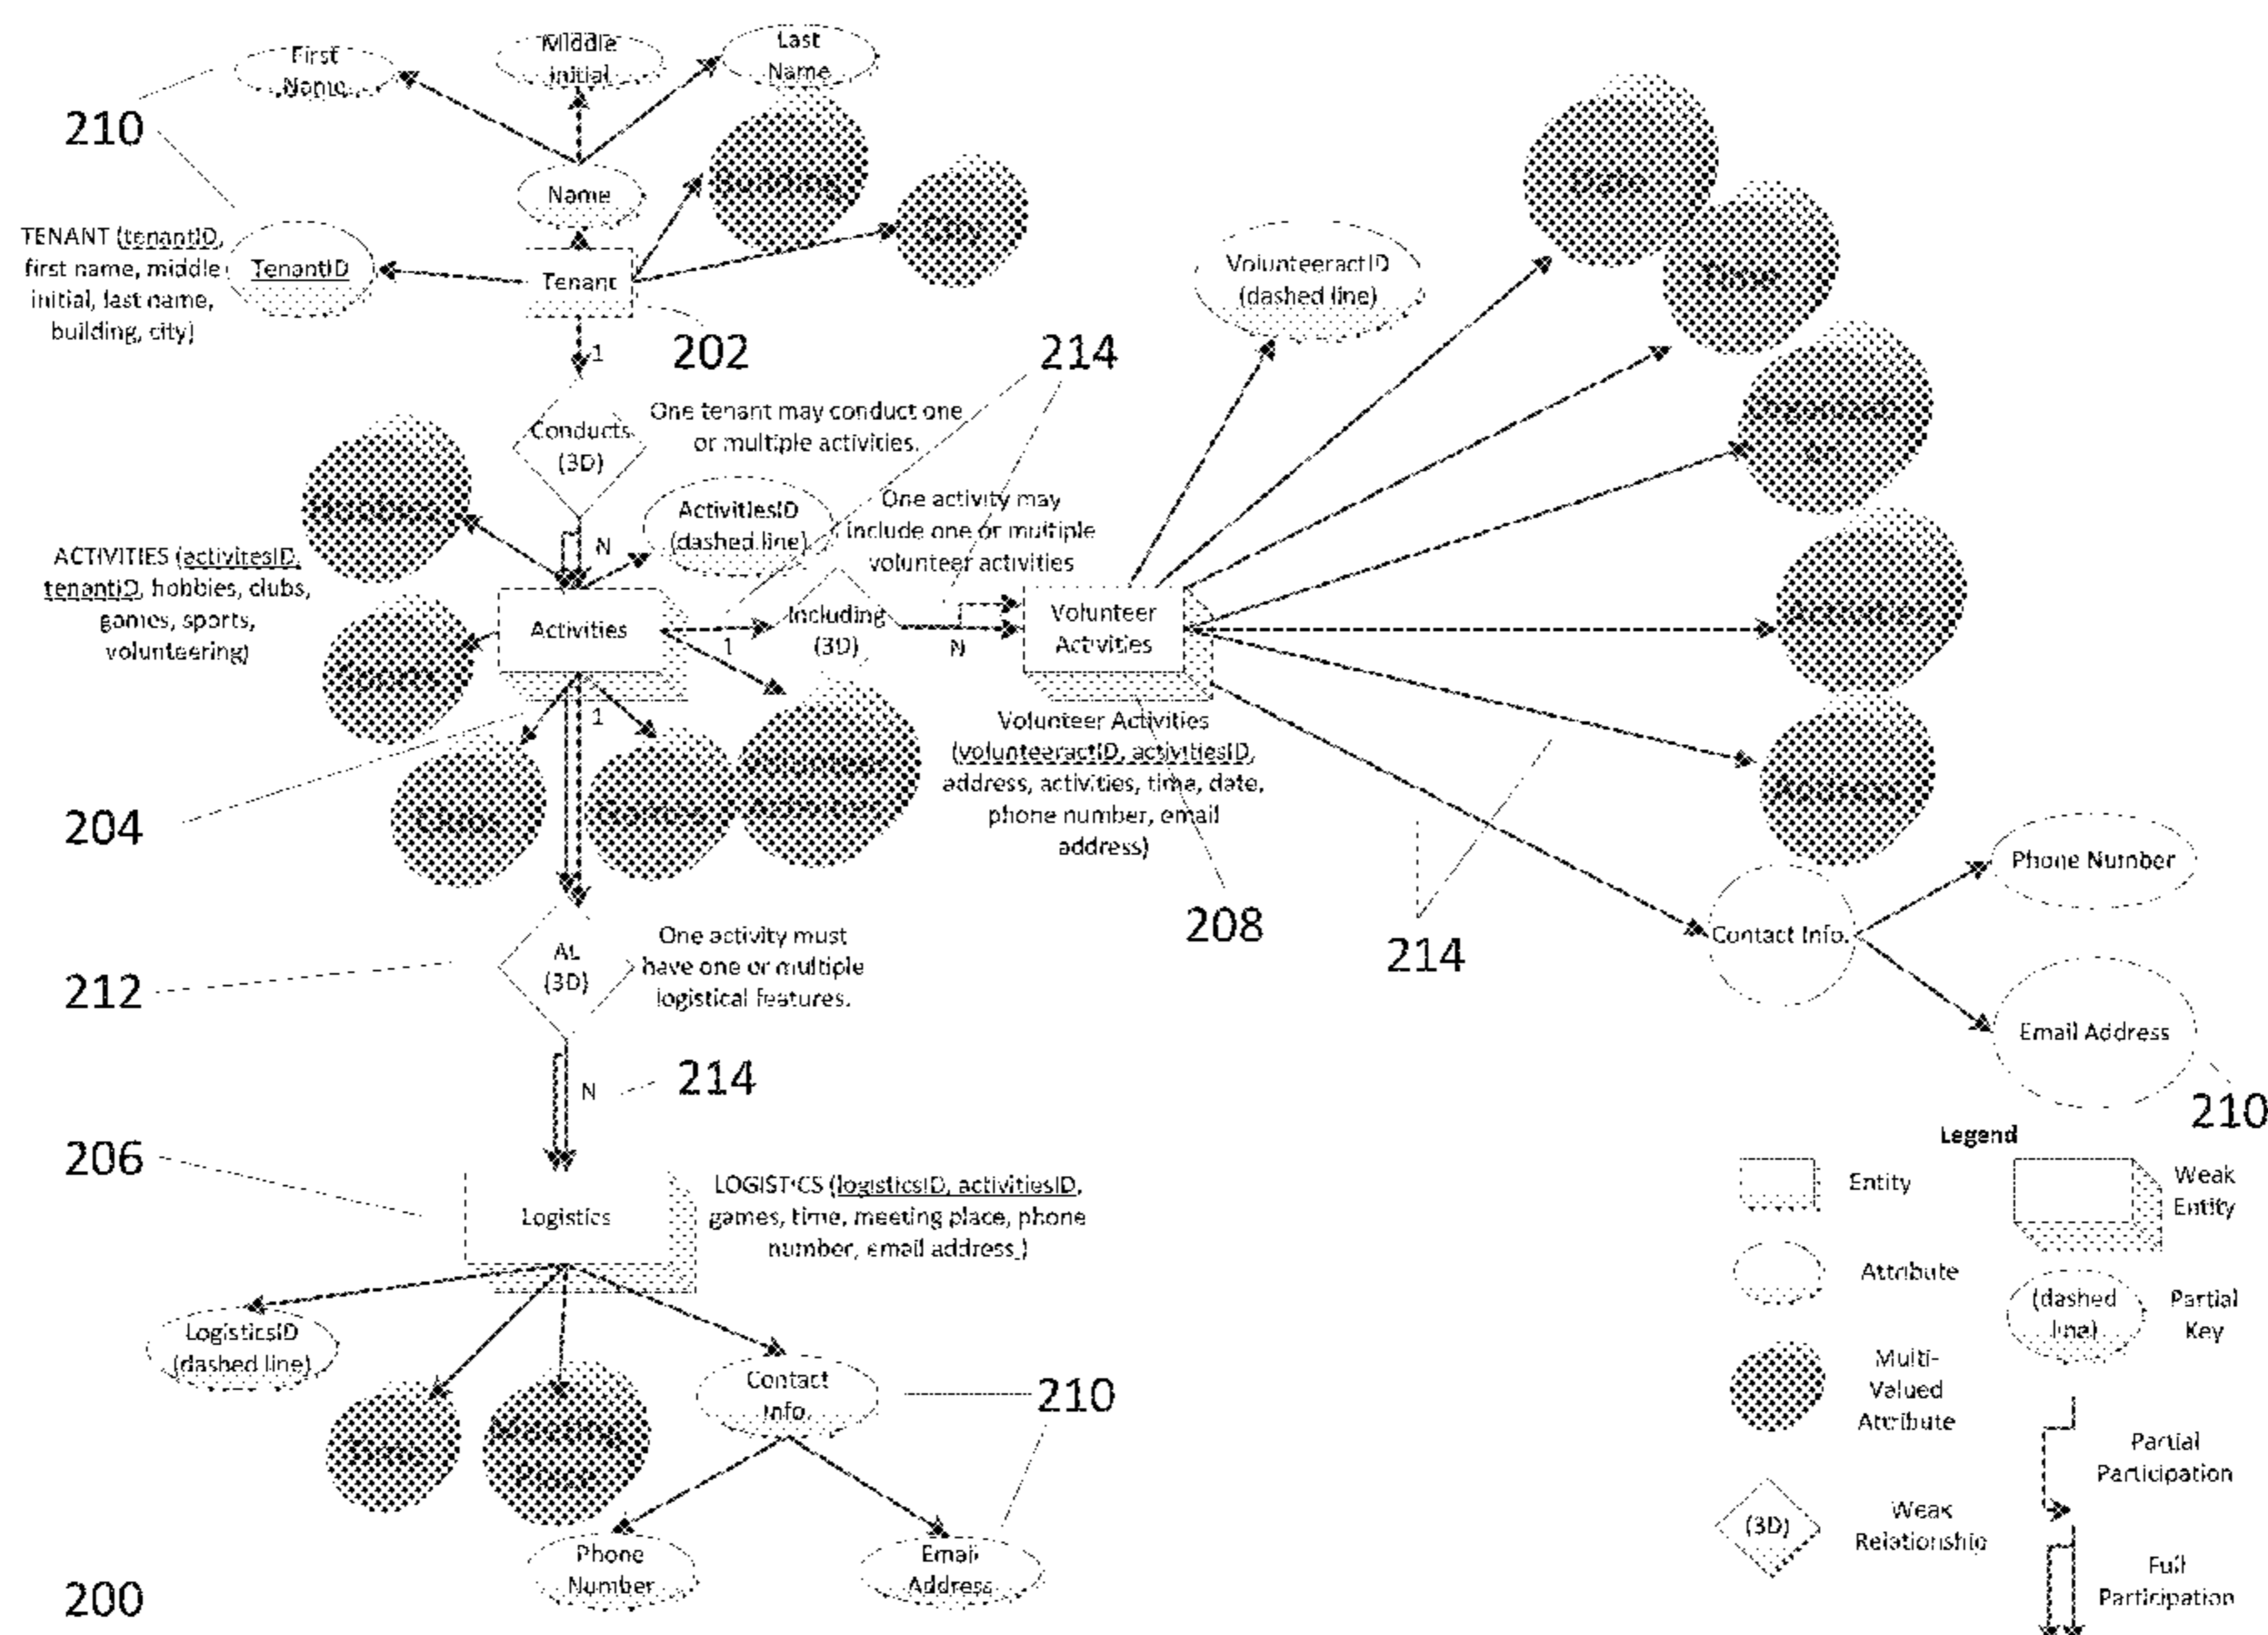 First
Name
Middle
Initial
Last
Name
210
Name
TENANT (tenantID,
first name, middle
initial, last name,
building, city)
TenantID
Tenant
202
1
214
VolunteeractID
(dashed line)
Conducts
(3D)
One tenant may conduct one
or multiple activities.
N
ActivitiesID
(dashed line)
One activity may
include one or multiple
volunteer activities
ACTIVITIES (activitesID,
tenantID, hobbies, clubs,
games, sports,
volunteering)
Activities
1
Including
(3D)
N
Volunteer
Activities
1
Volunteer Activities
(volunteeractID, activitiesID,
address, activities, time, date,
phone number, email
address)
204
208
214
Contact Info.
Phone Number
Email Address
210
212
AL
(3D)
One activity must
have one or multiple
logistical features.
N
214
206
Logistics
LOGISTICS (logisticsID, activitiesID,
games, time, meeting place, phone
number, email address,)
LogisticsID
(dashed line)
Time
Meeting
Place
Contact
Info.
210
Phone
Number
Email
Address
200
Legend
Entity
Weak
Entity
Attribute
(dashed
line)
Partial
Key
Multi-
Valued
Attribute
Partial
Participation
(3D)
Weak
Relationship
Full
Participation